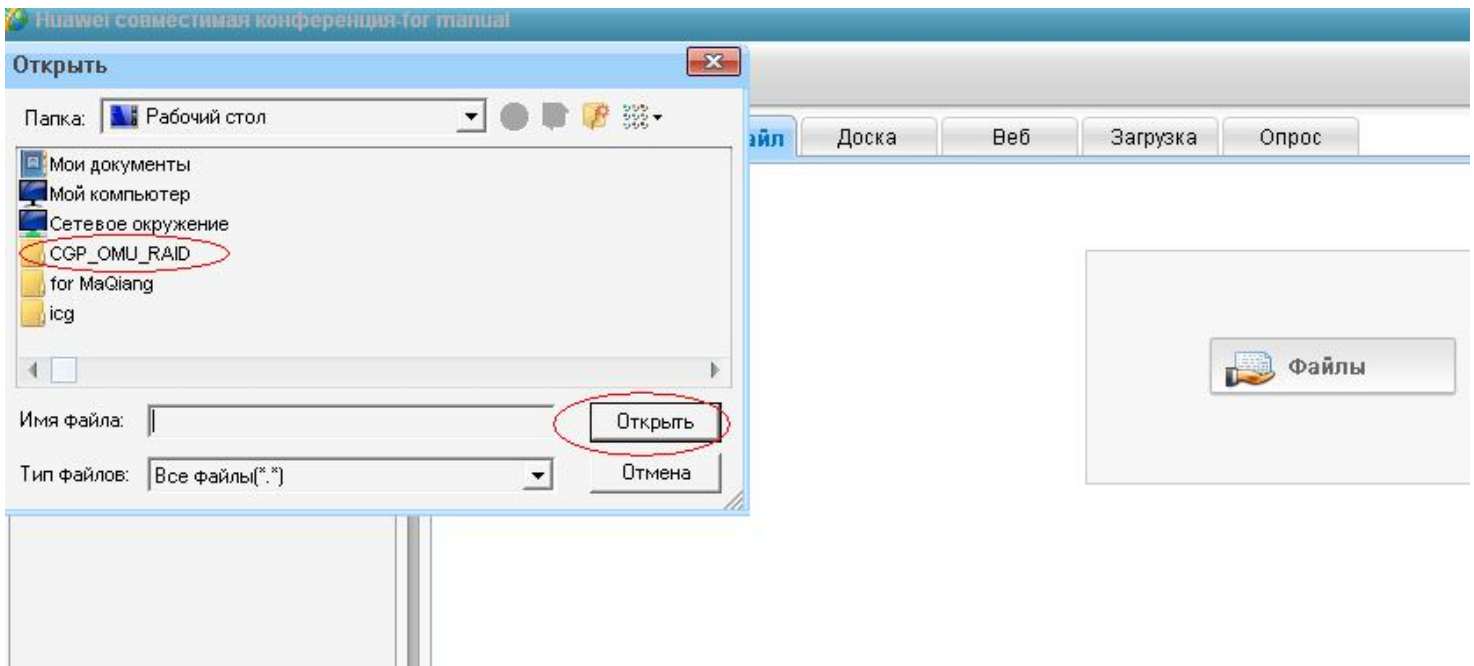 Huawei совместимая конференция-for manual
Открыть
Папка: Рабочий стол
айл Доска Веб Загрузка Опрос
Мои документы
Мой компьютер
Сетевое окружение
CGP_OMU_RAID
for MaQiang
icg
Файлы
Имя файла: Открыть
Тип файлов: Все файлы(*.*) Отмена